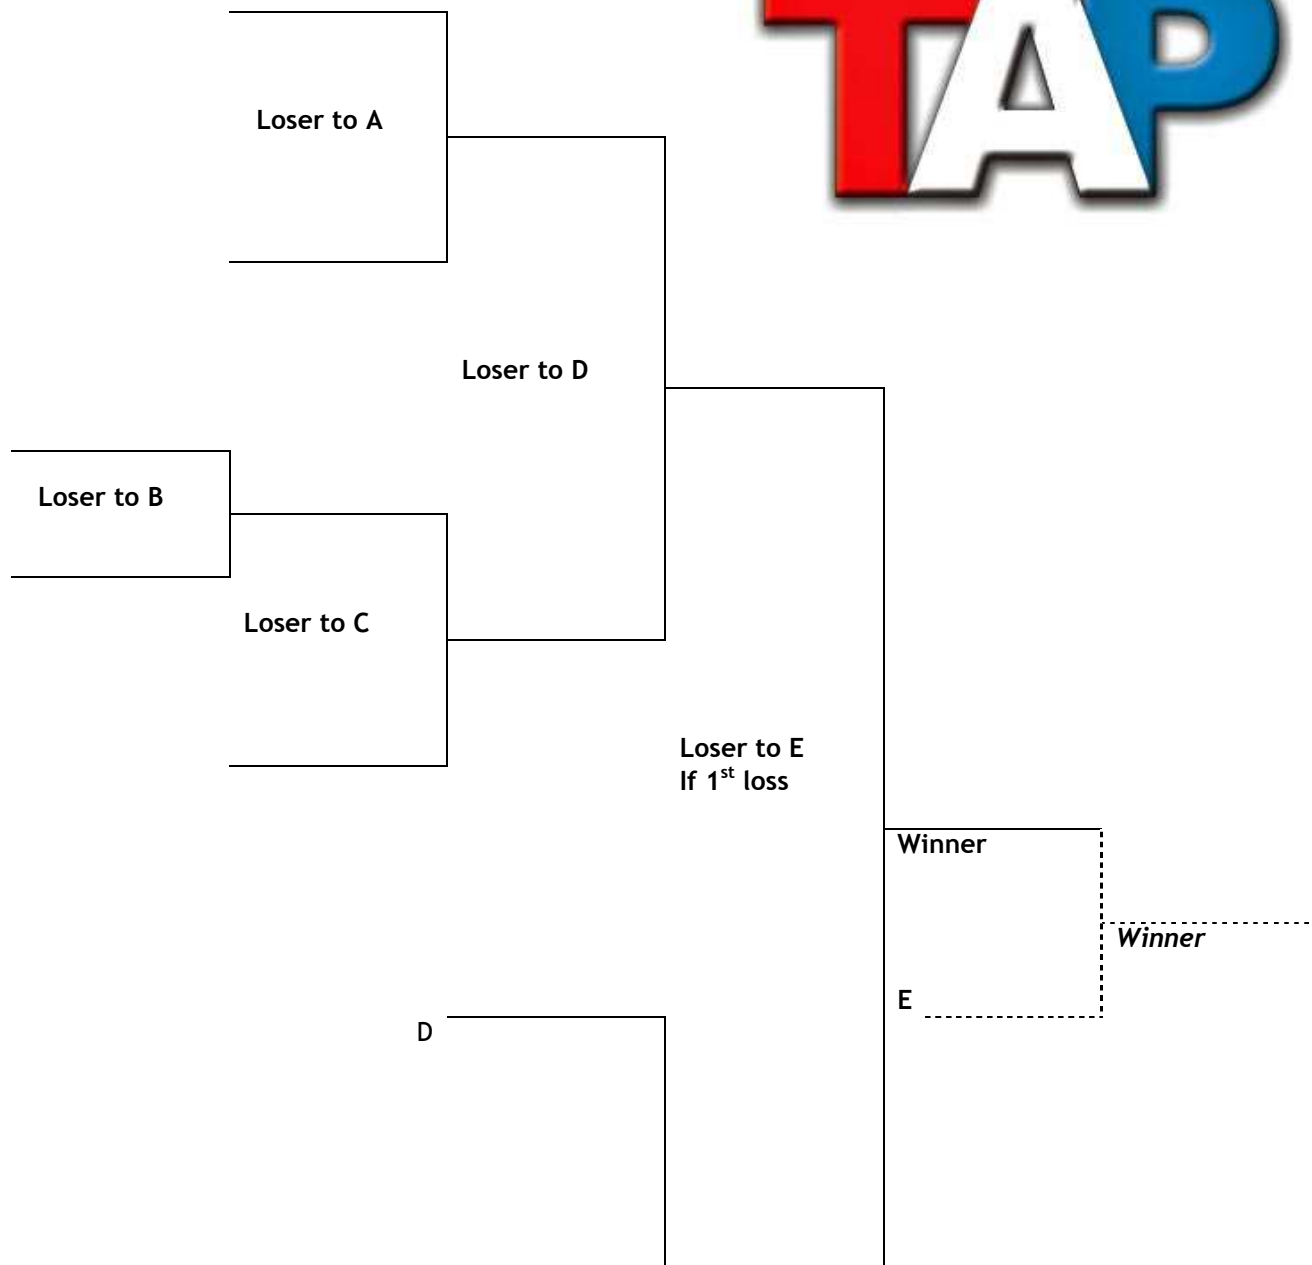 TAP
Loser to A
Loser to D
Loser to B
Loser to C
Loser to E
If 1st loss
Winner
Winner
E
D